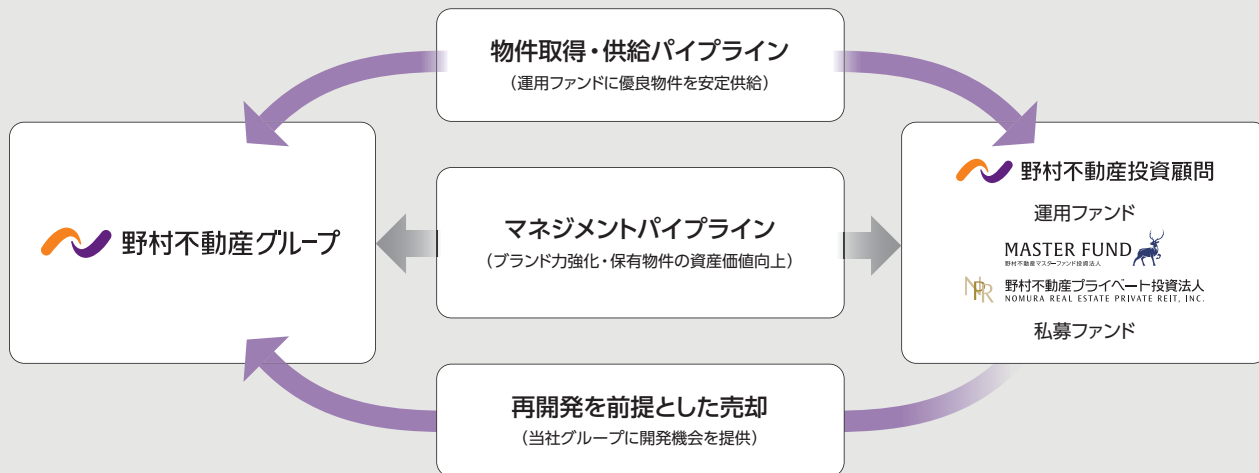 物件取得・供給パイプライン
（運用ファンドに優良物件を安定供給）
野村不動産グループ
マネジメントパイプライン
（ブランド力強化・保有物件の資産価値向上）
野村不動産投資顧問
運用ファンド
MASTER FUND
野村不動産マスターファンド投資法人
NPR
野村不動産プライベート投資法人
NOMURA REAL ESTATE PRIVATE REIT, INC.
私募ファンド
再開発を前提とした売却
（当社グループに開発機会を提供）